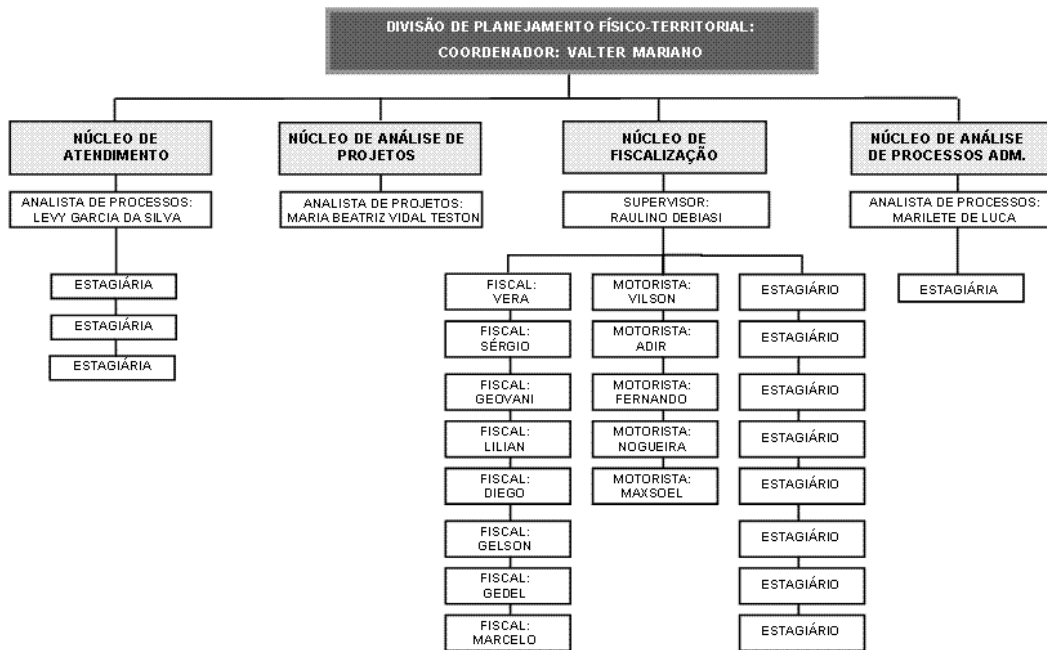 DIVISÃO DE PLANEJAMENTO FÍSICO-TERRITORIAL:
COORDENADOR: VALTER MARIANO
NÚCLEO DE
ATENDIMENTO
ANALISTA DE PROCESSOS:
LEVY GARCIA DA SILVA
ESTAGIÁRIA
ESTAGIÁRIA
ESTAGIÁRIA
NÚCLEO DE ANÁLISE DE
PROJETOS
ANALISTA DE PROJETOS:
MARIA BEATRIZ VIDAL TESTON
NÚCLEO DE
FISCALIZAÇÃO
SUPERVISOR:
RAULINO DEBIASI
FISCAL:
VERA
FISCAL:
SÉRGIO
FISCAL:
GEOVANI
FISCAL:
LILIAN
FISCAL:
DIEGO
FISCAL:
GELSON
FISCAL:
GEDEL
FISCAL:
MARCELO
MOTORISTA:
VILSON
MOTORISTA:
ADIR
MOTORISTA:
FERNANDO
MOTORISTA:
NOGUEIRA
MOTORISTA:
MAXSOEL
ESTAGIÁRIO
ESTAGIÁRIO
ESTAGIÁRIO
ESTAGIÁRIO
ESTAGIÁRIO
ESTAGIÁRIO
ESTAGIÁRIO
ESTAGIÁRIO
NÚCLEO DE ANÁLISE
DE PROCESSOS ADM.
ANALISTA DE PROCESSOS:
MARILETE DE LUCA
ESTAGIÁRIA